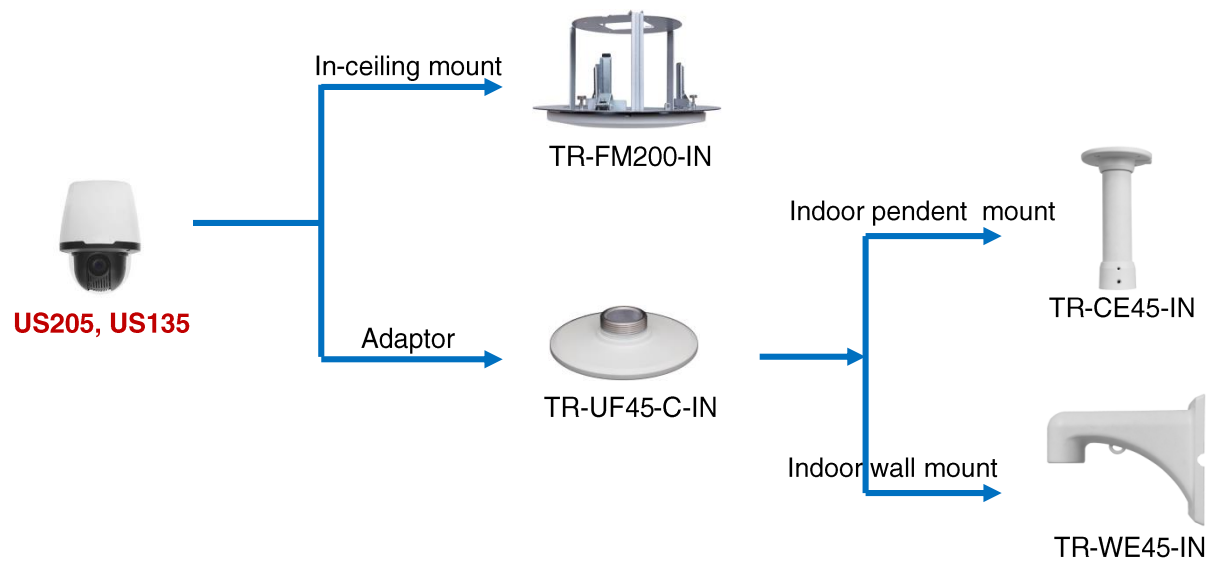 In-ceiling mount
TR-FM200-IN
US205, US135
Adaptor
TR-UF45-C-IN
Indoor pendent  mount
TR-CE45-IN
Indoor wall mount
TR-WE45-IN